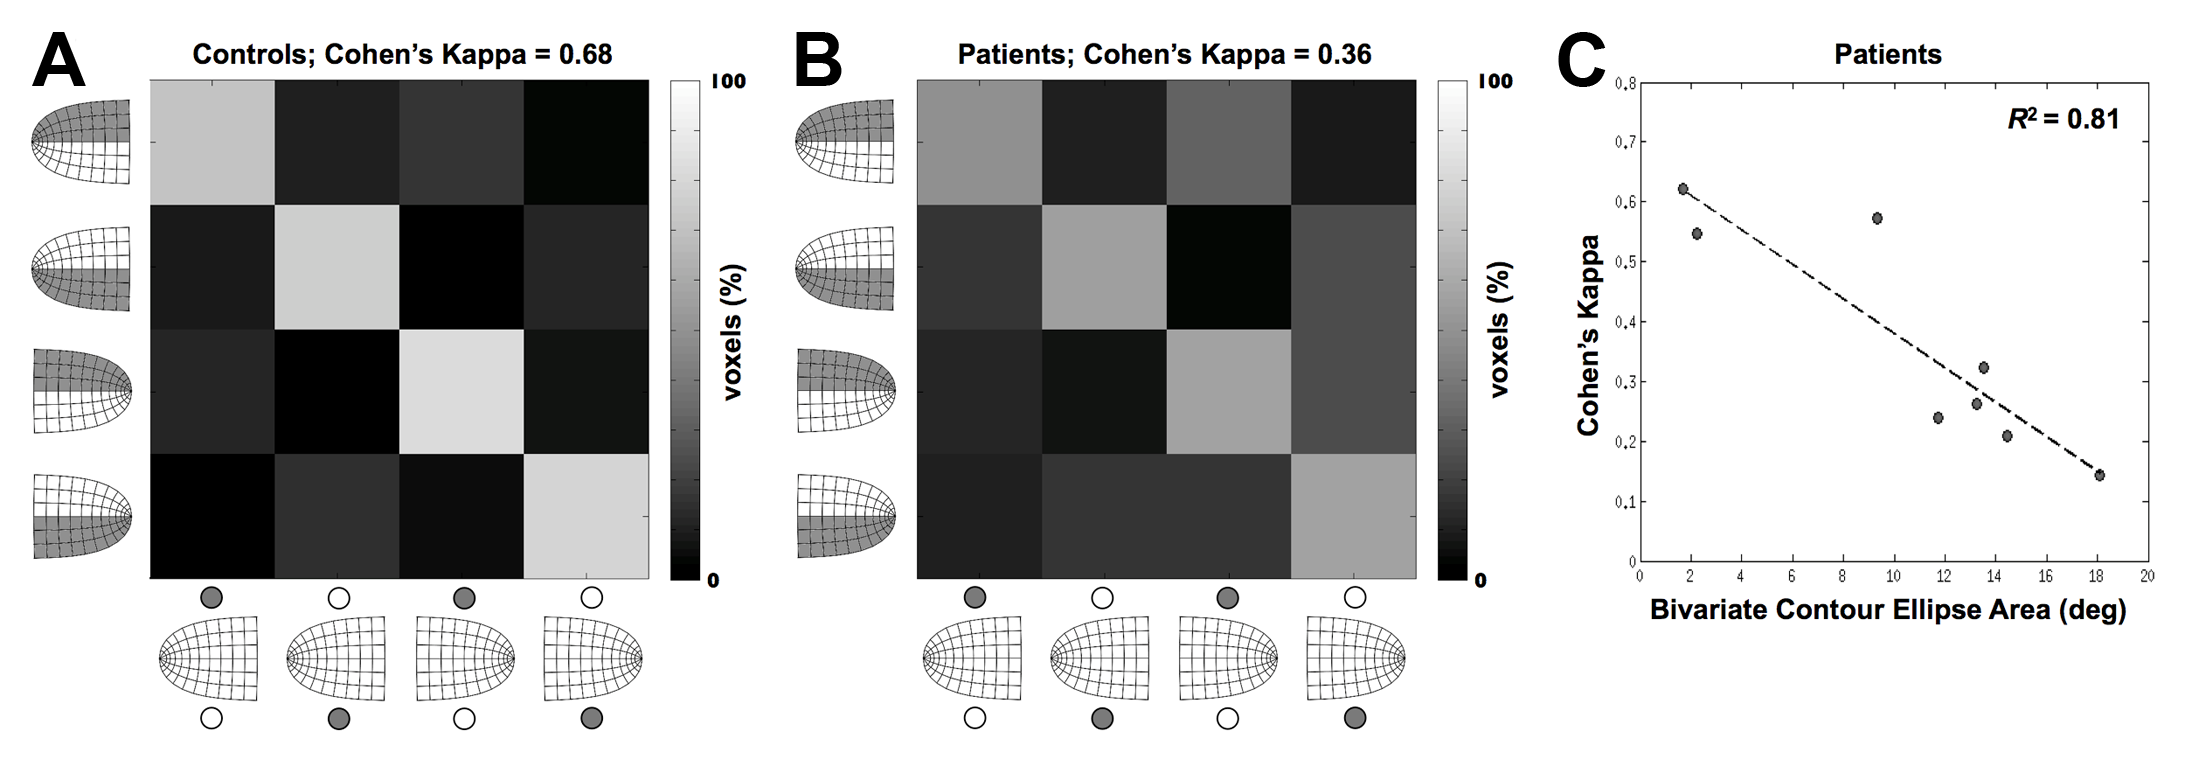 A
Controls; Cohen's Kappa = 0.68
100
voxels (%)
0
B
Patients; Cohen's Kappa = 0.36
100
voxels (%)
0
C
Patients
R² = 0.81
0.8
0.7
0.6
0.5
0.4
0.3
0.2
0.1
0
Cohen's Kappa
0 2 4 6 8 10 12 14 16 18 20
Bivariate Contour Ellipse Area (deg)